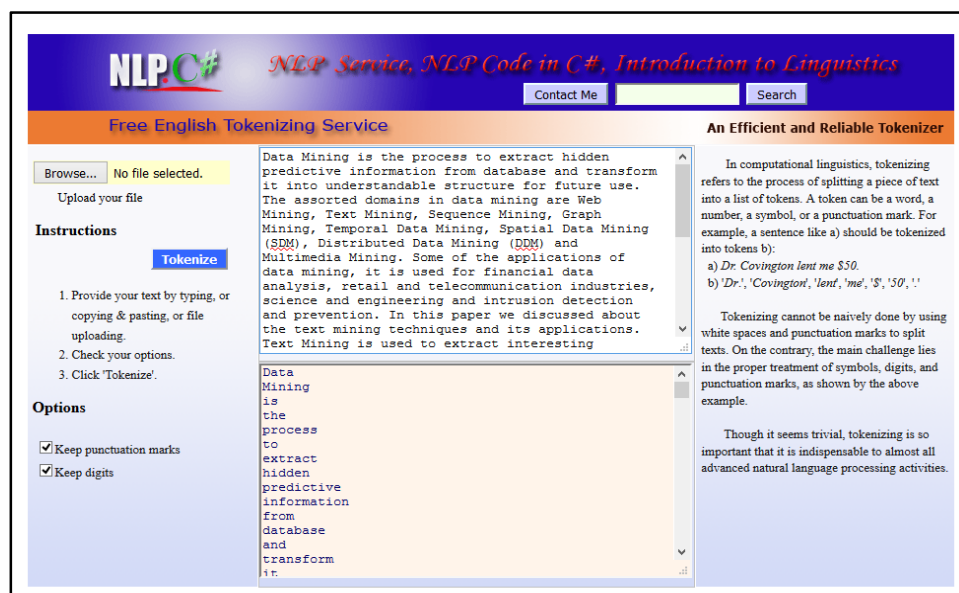 NLP.C#
NLP Service, NLP Code in C#, Introduction to Linguistics
Contact Me
Search
Free English Tokenizing Service
An Efficient and Reliable Tokenizer
Browse... No file selected.
Upload your file
Instructions
Tokenize
1. Provide your text by typing, or
copying & pasting, or file
uploading.
2. Check your options.
3. Click 'Tokenize'.
Options
Keep punctuation marks
Keep digits
Data Mining is the process to extract hidden
predictive information from database and transform
it into understandable structure for future use.
The assorted domains in data mining are Web
Mining, Text Mining, Sequence Mining, Graph
Mining, Temporal Data Mining, Spatial Data Mining
(SDM), Distributed Data Mining (DDM) and
Multimedia Mining. Some of the applications of
data mining, it is used for financial data
analysis, retail and telecommunication industries,
science and engineering and intrusion detection
and prevention. In this paper we discussed about
the text mining techniques and its applications.
Text Mining is used to extract interesting
Data
Mining
is
the
process
to
extract
hidden
predictive
information
from
database
and
transform
it
In computational linguistics, tokenizing
refers to the process of splitting a piece of text
into a list of tokens. A token can be a word, a
number, a symbol, or a punctuation mark. For
example, a sentence like a) should be tokenized
into tokens b):
a) Dr. Covington lent me $50.
b) 'Dr.', 'Covington', 'lent', 'me', '$', '50', '.'
Tokenizing cannot be naively done by using
white spaces and punctuation marks to split
texts. On the contrary, the main challenge lies
in the proper treatment of symbols, digits, and
punctuation marks, as shown by the above
example.
Though it seems trivial, tokenizing is so
important that it is indispensable to almost all
advanced natural language processing activities.